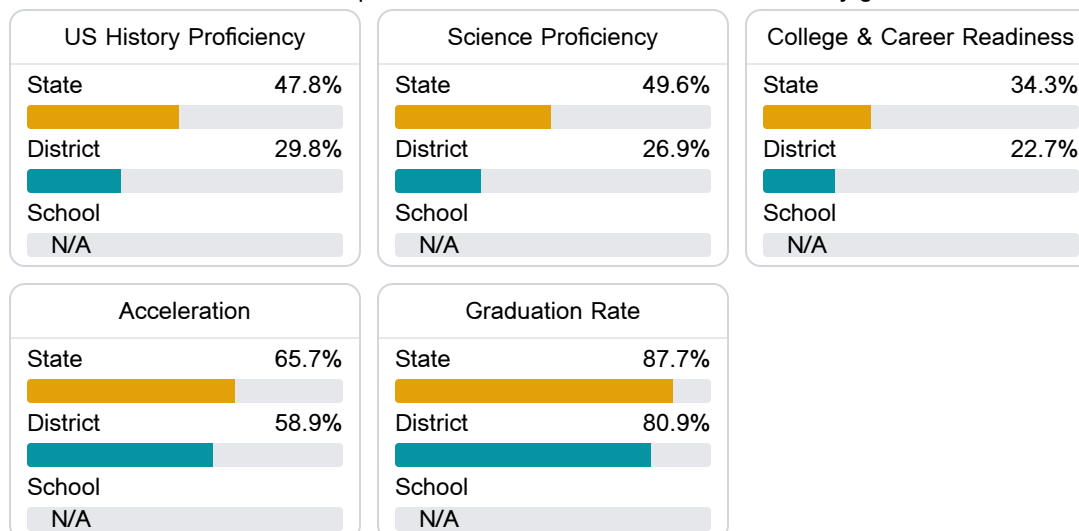 US History Proficiency
State 47.8%
District 29.8%
School
N/A
Science Proficiency
State 49.6%
District 26.9%
School
N/A
College & Career Readiness
State 34.3%
District 22.7%
School
N/A
Acceleration
State 65.7%
District 58.9%
School
N/A
Graduation Rate
State 87.7%
District 80.9%
School
N/A